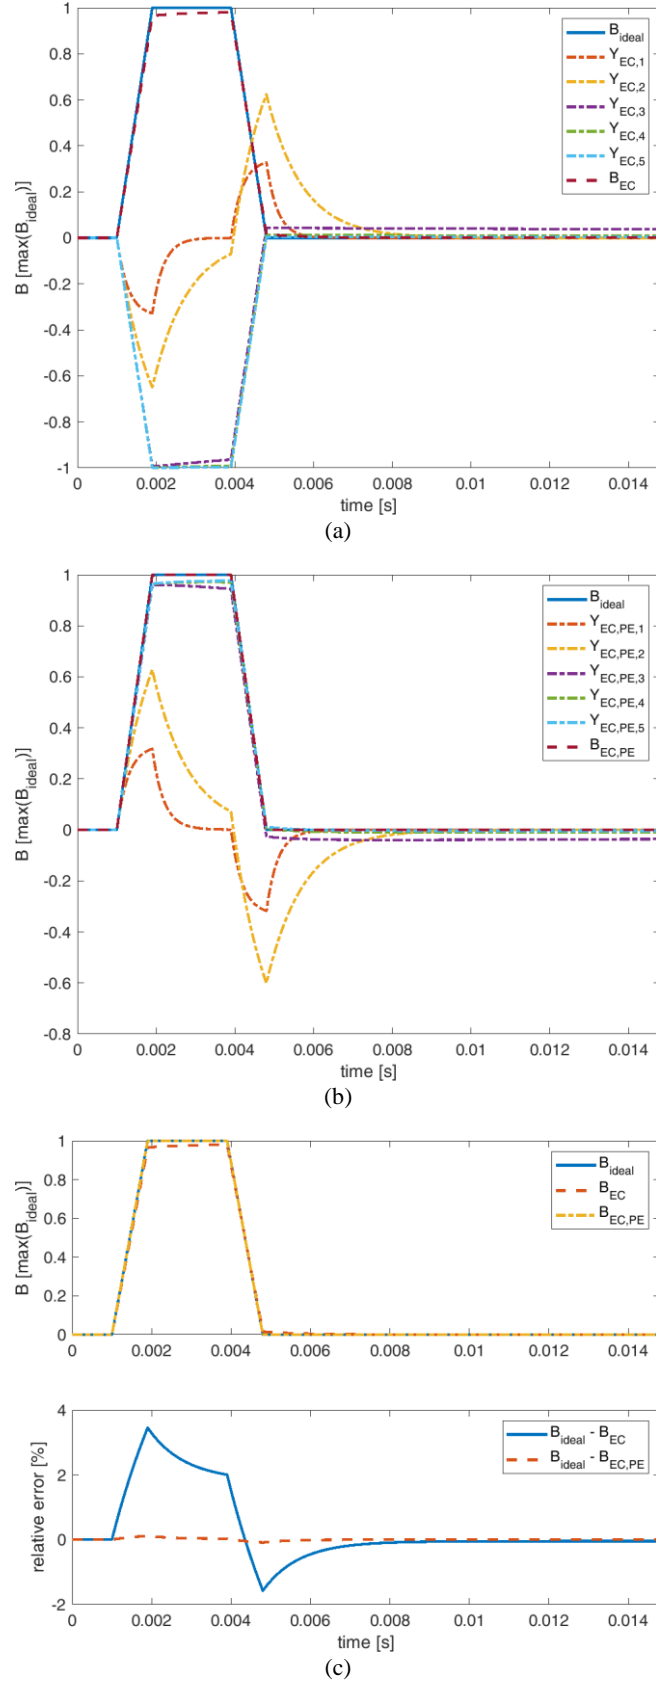 1
0.8
0.6
0.4
0.2
0
-0.2
-0.4
-0.6
-0.8
-1
B [max(B_ideal)]
B_ideal
Y_EC,1
Y_EC,2
Y_EC,3
Y_EC,4
Y_EC,5
B_EC
0 0.002 0.004 0.006 0.008 0.01 0.012 0.014
time [s]
(a)
1
0.8
0.6
0.4
0.2
0
-0.2
-0.4
-0.6
-0.8
B [max(B_ideal)]
B_ideal
Y_EC,PE,1
Y_EC,PE,2
Y_EC,PE,3
Y_EC,PE,4
Y_EC,PE,5
B_EC,PE
0 0.002 0.004 0.006 0.008 0.01 0.012 0.014
time [s]
(b)
1
0.8
0.6
0.4
0.2
0
B [max(B_ideal)]
B_ideal
B_EC
B_EC,PE
0 0.002 0.004 0.006 0.008 0.01 0.012 0.014
4
2
0
-2
relative error [%]
B_ideal - B_EC
B_ideal - B_EC,PE
0 0.002 0.004 0.006 0.008 0.01 0.012 0.014
time [s]
(c)